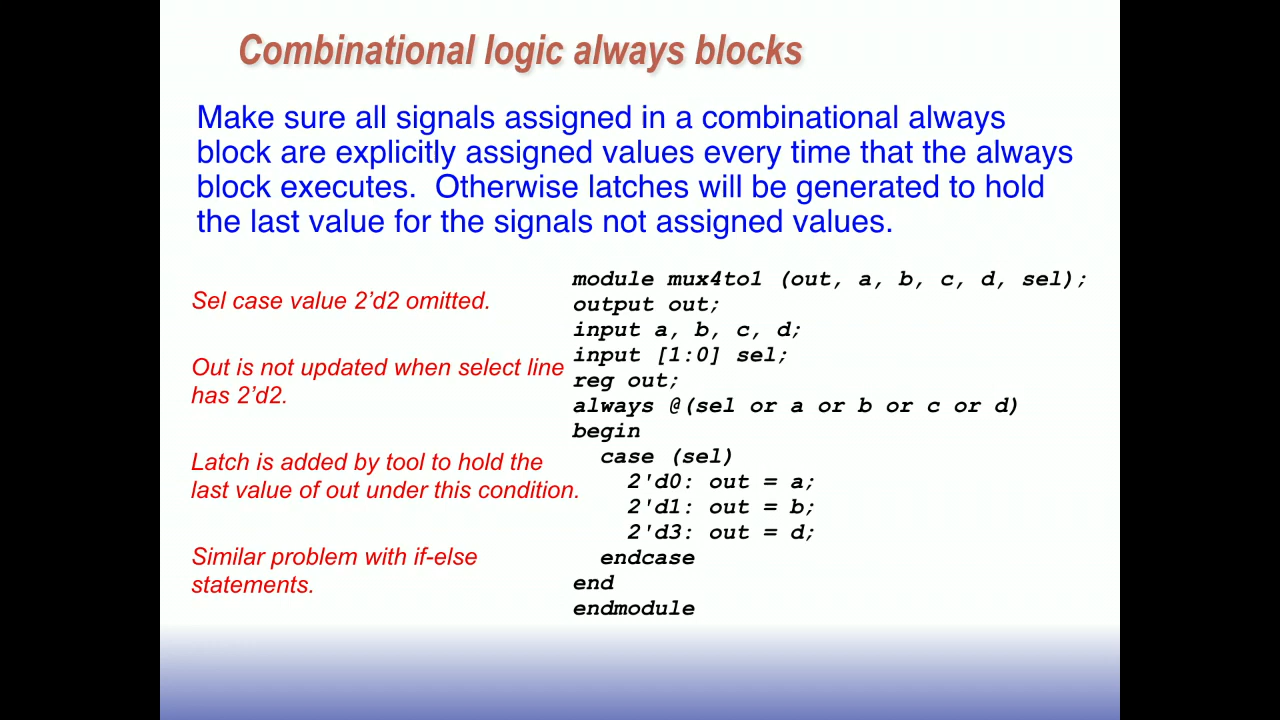 Combinational logic always blocks
Make sure all signals assigned in a combinational always
block are explicitly assigned values every time that the always
block executes.  Otherwise latches will be generated to hold
the last value for the signals not assigned values.
Sel case value 2’d2 omitted.
Out is not updated when select line
has 2’d2.
Latch is added by tool to hold the
last value of out under this condition.
Similar problem with if-else
statements.
module mux4to1 (out, a, b, c, d, sel);
output out;
input a, b, c, d;
input [1:0] sel;
reg out;
always @(sel or a or b or c or d)
begin
  case (sel)
    2'd0: out = a;
    2'd1: out = b;
    2'd3: out = d;
  endcase
end
endmodule